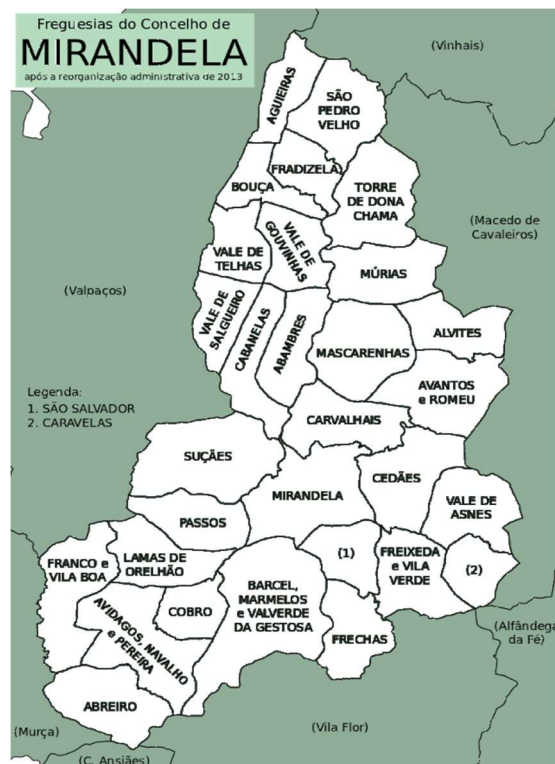 Freguesias do Concelho de
MIRANDELA
após a reorganização administrativa de 2013
(Vinhais)
AGUIEIRAS
SÃO
PEDRO
VELHO
FRADIZELA
BOUÇA
TORRE
DE DONA
CHAMA
(Macedo de
Cavaleiros)
VALE DE
GOUVINHAS
VALE DE
TELHAS
MÚRIAS
(Valpaços)
VALE DE
SALGUEIRO
CABANELAS
ABAMBRES
MASCARENHAS
ALVITES
AVANTOS
e ROMEU
Legenda:
1. SÃO SALVADOR
2. CARAVELAS
CARVALHAIS
SUÇÃES
CEDÃES
MIRANDELA
VALE DE
ASNES
PASSOS
FRANCO e
VILA BOA
LAMAS DE
ORELHÃO
(1)
FREIXEDA
e VILA
VERDE
(2)
BARCEL,
MARMELOS
e VALVERDE
DA GESTOSA
COBRO
AVIDAGOS, NAVALHO
e PEREIRA
FRECHAS
(Alfândega
da Fé)
ABREIRO
(Murça)
(Vila Flor)
(C. Ansiães)